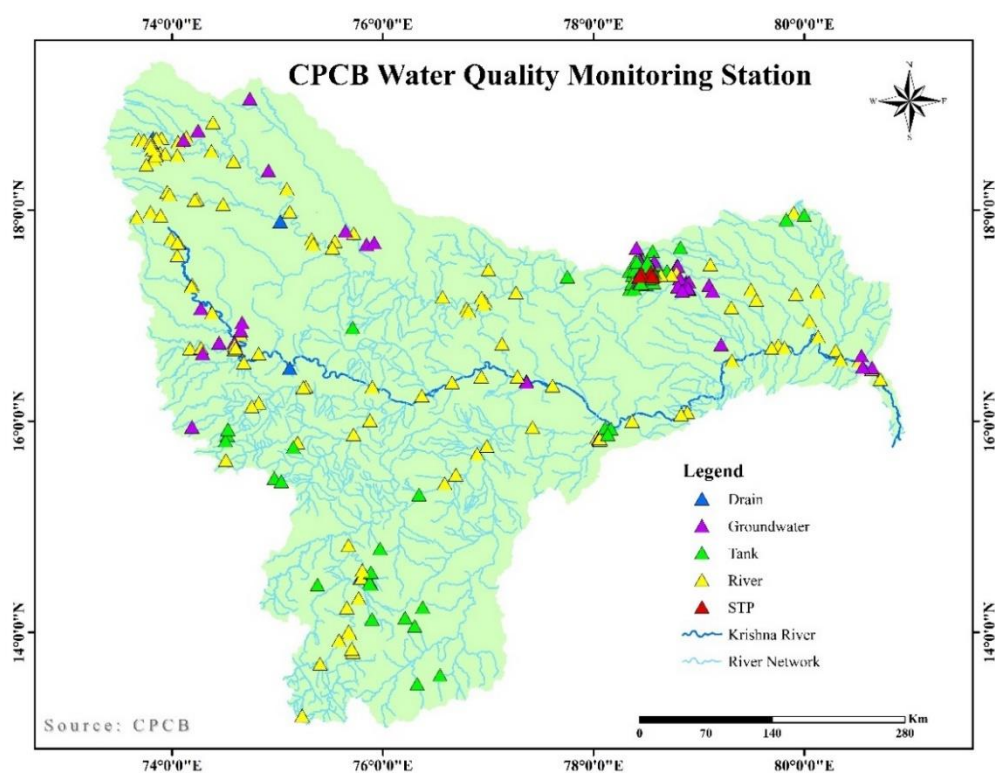 74°0'0"E 76°0'0"E 78°0'0"E 80°0'0"E
CPCB Water Quality Monitoring Station
N
W E
S
18°0'0"N 18°0'0"N
16°0'0"N 16°0'0"N
14°0'0"N 14°0'0"N
Legend
Drain
Groundwater
Tank
River
STP
Krishna River
River Network
Source: CPCB
Km
0 70 140 280
74°0'0"E 76°0'0"E 78°0'0"E 80°0'0"E